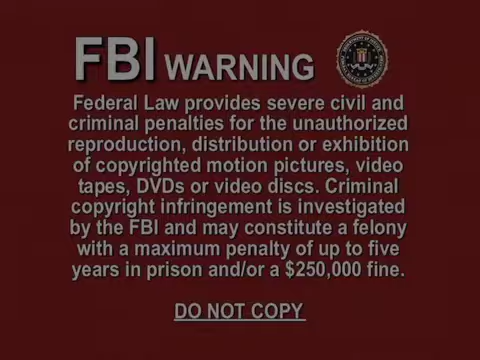 FBI WARNING
Federal Law provides severe civil and
criminal penalties for the unauthorized
reproduction, distribution or exhibition
of copyrighted motion pictures, video
tapes, DVDs or video discs. Criminal
copyright infringement is investigated
by the FBI and may constitute a felony
with a maximum penalty of up to five
years in prison and/or a $250,000 fine.
DO NOT COPY